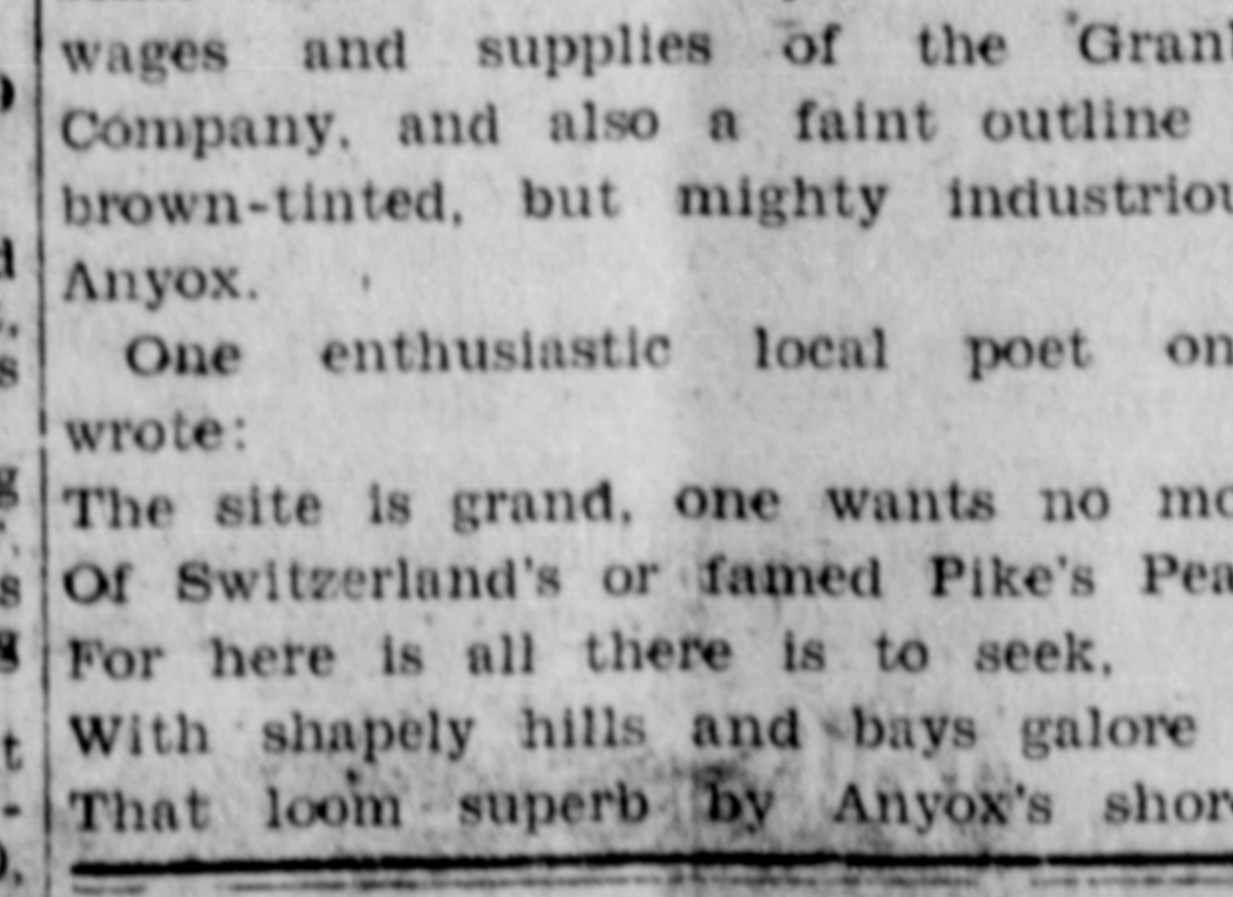 wages and supplies of the Granb
Company, and also a faint outline
brown-tinted, but mighty industriou
Anyox.
One enthusiastic local poet on
wrote:
The site is grand, one wants no mo
Of Switzerland's or famed Pike's Pea
For here is all there is to seek,
With shapely hills and bays galore
That loom superb by Anyox's shor